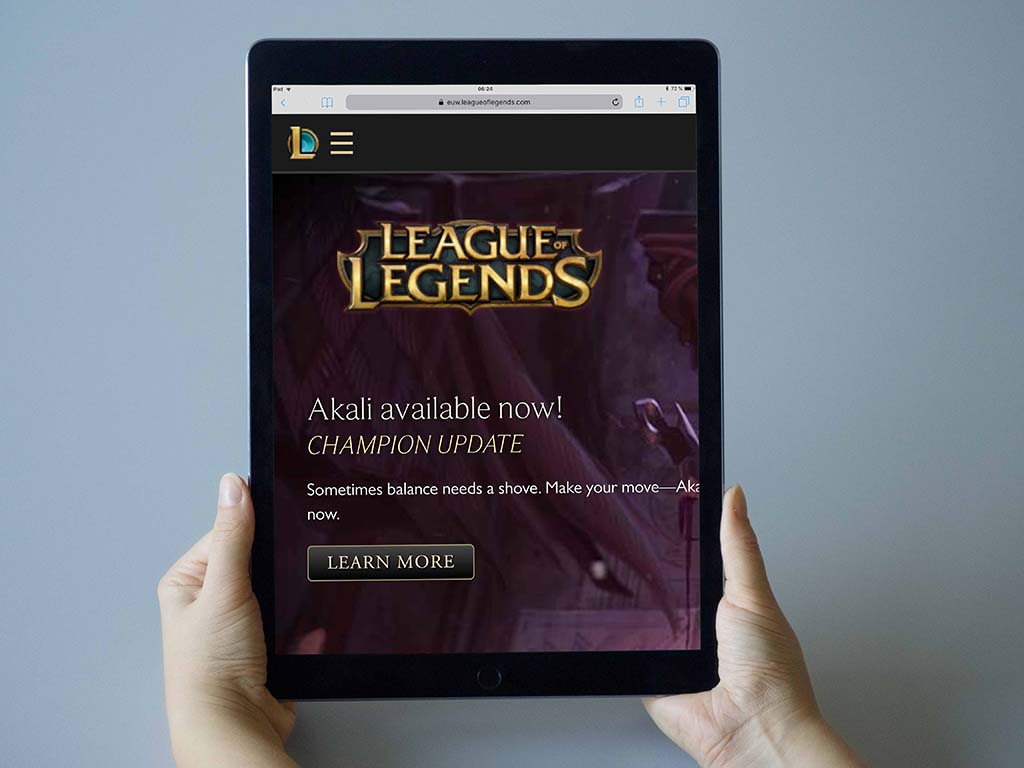 iPad
06:24
72 %
euw.leagueoflegends.com
L
LEAGUE OF
LEGENDS
Akali available now!
CHAMPION UPDATE
Sometimes balance needs a shove. Make your move—Aka
now.
LEARN MORE